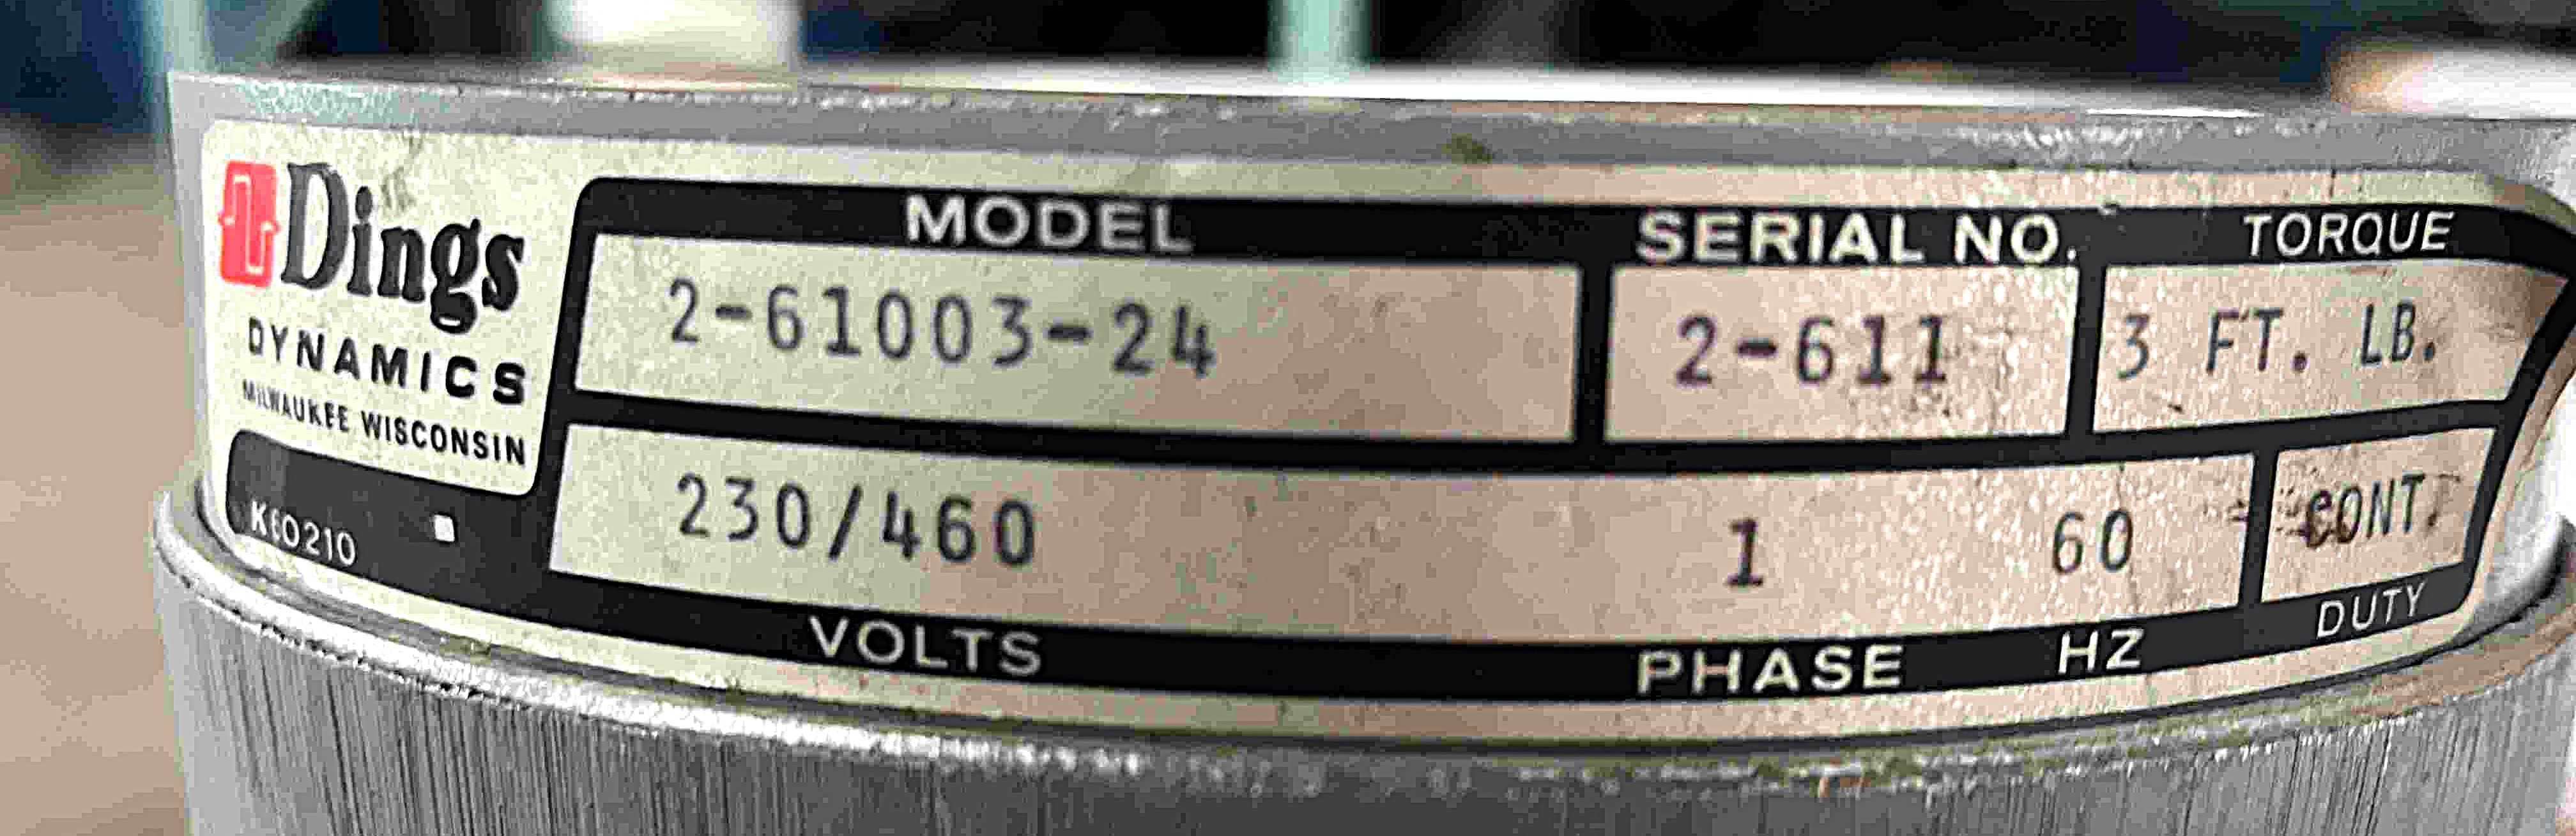 Dings
DYNAMICS
MILWAUKEE WISCONSIN
K60210
MODEL
2-61003-24
SERIAL NO.
2-611
TORQUE
3 FT. LB.
230/460
VOLTS
1
PHASE
60
HZ
CONT.
DUTY